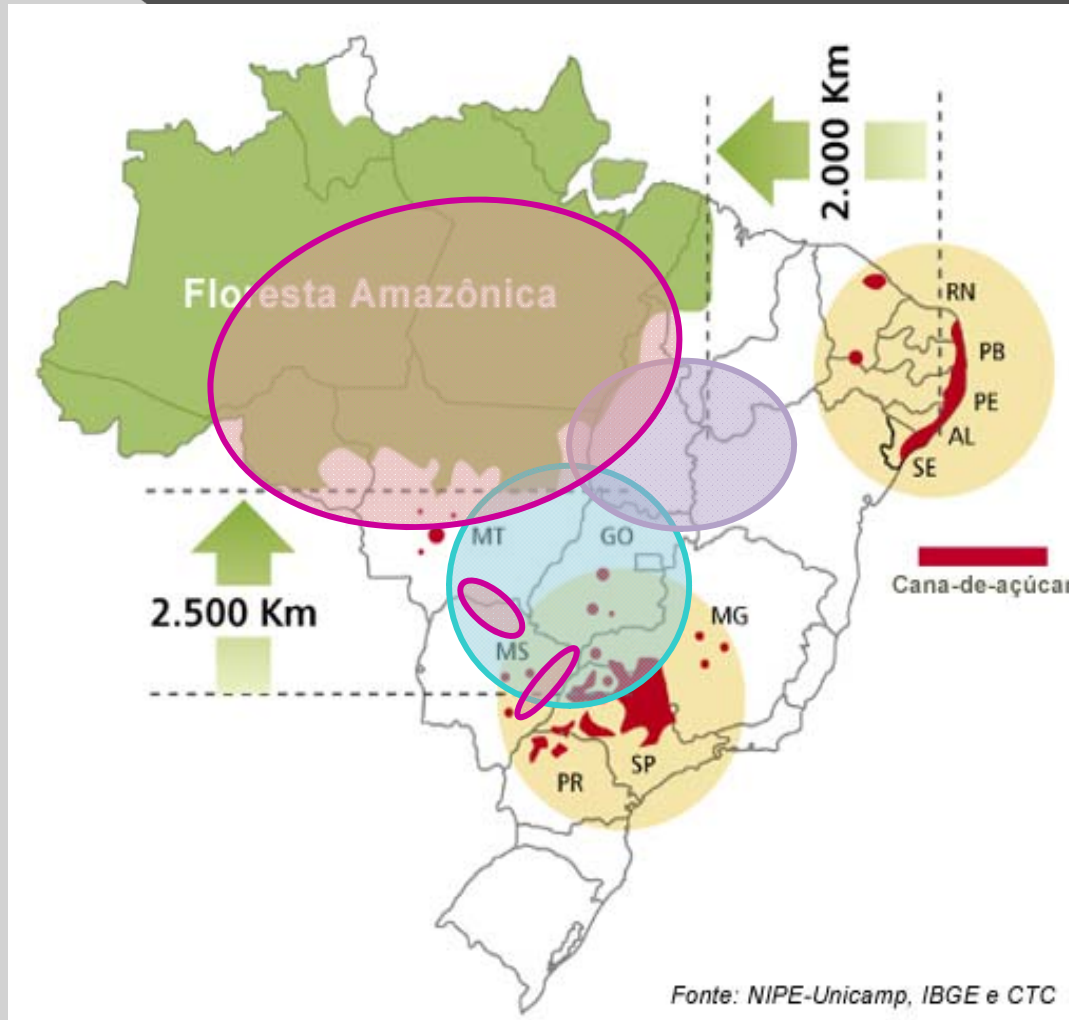 2.000 Km
Floresta Amazônica
RN
PB
PE
AL
SE
MT
GO
Cana-de-açúcar
2.500 Km
MG
MS
SP
PR
Fonte: NIPE-Unicamp, IBGE e CTC